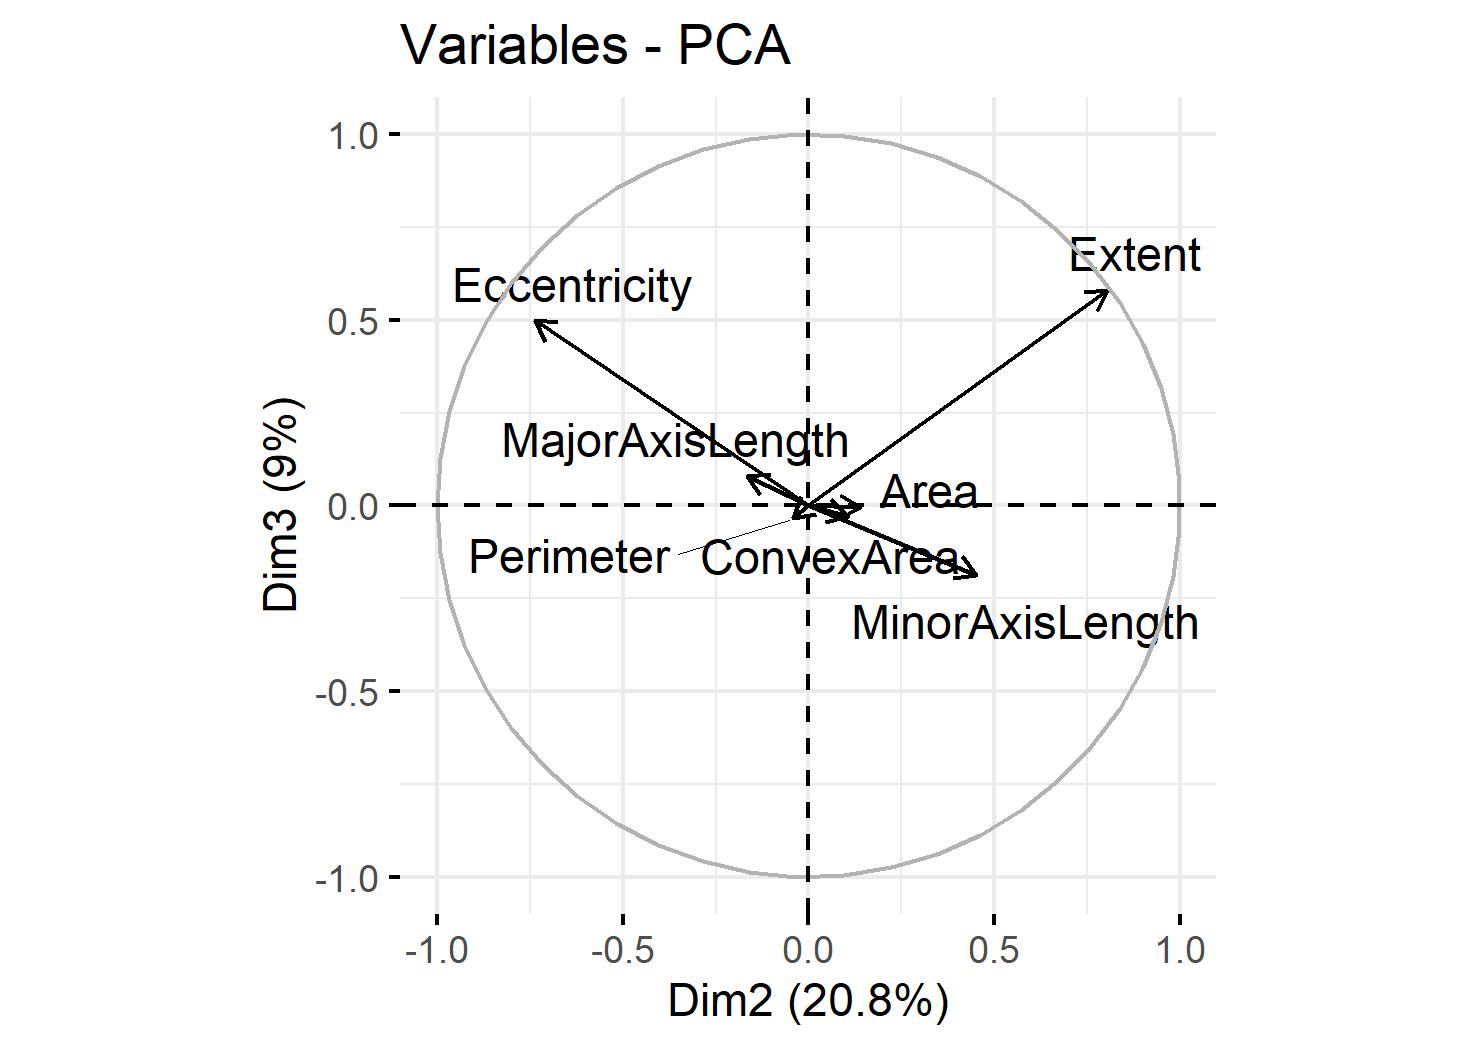 Variables - PCA
1.0
Extent
Eccentricity
0.5
MajorAxisLength
Area
0.0
Perimeter
ConvexArea
MinorAxisLength
-0.5
-1.0
Dim3 (9%)
-1.0 -0.5 0.0 0.5 1.0
Dim2 (20.8%)